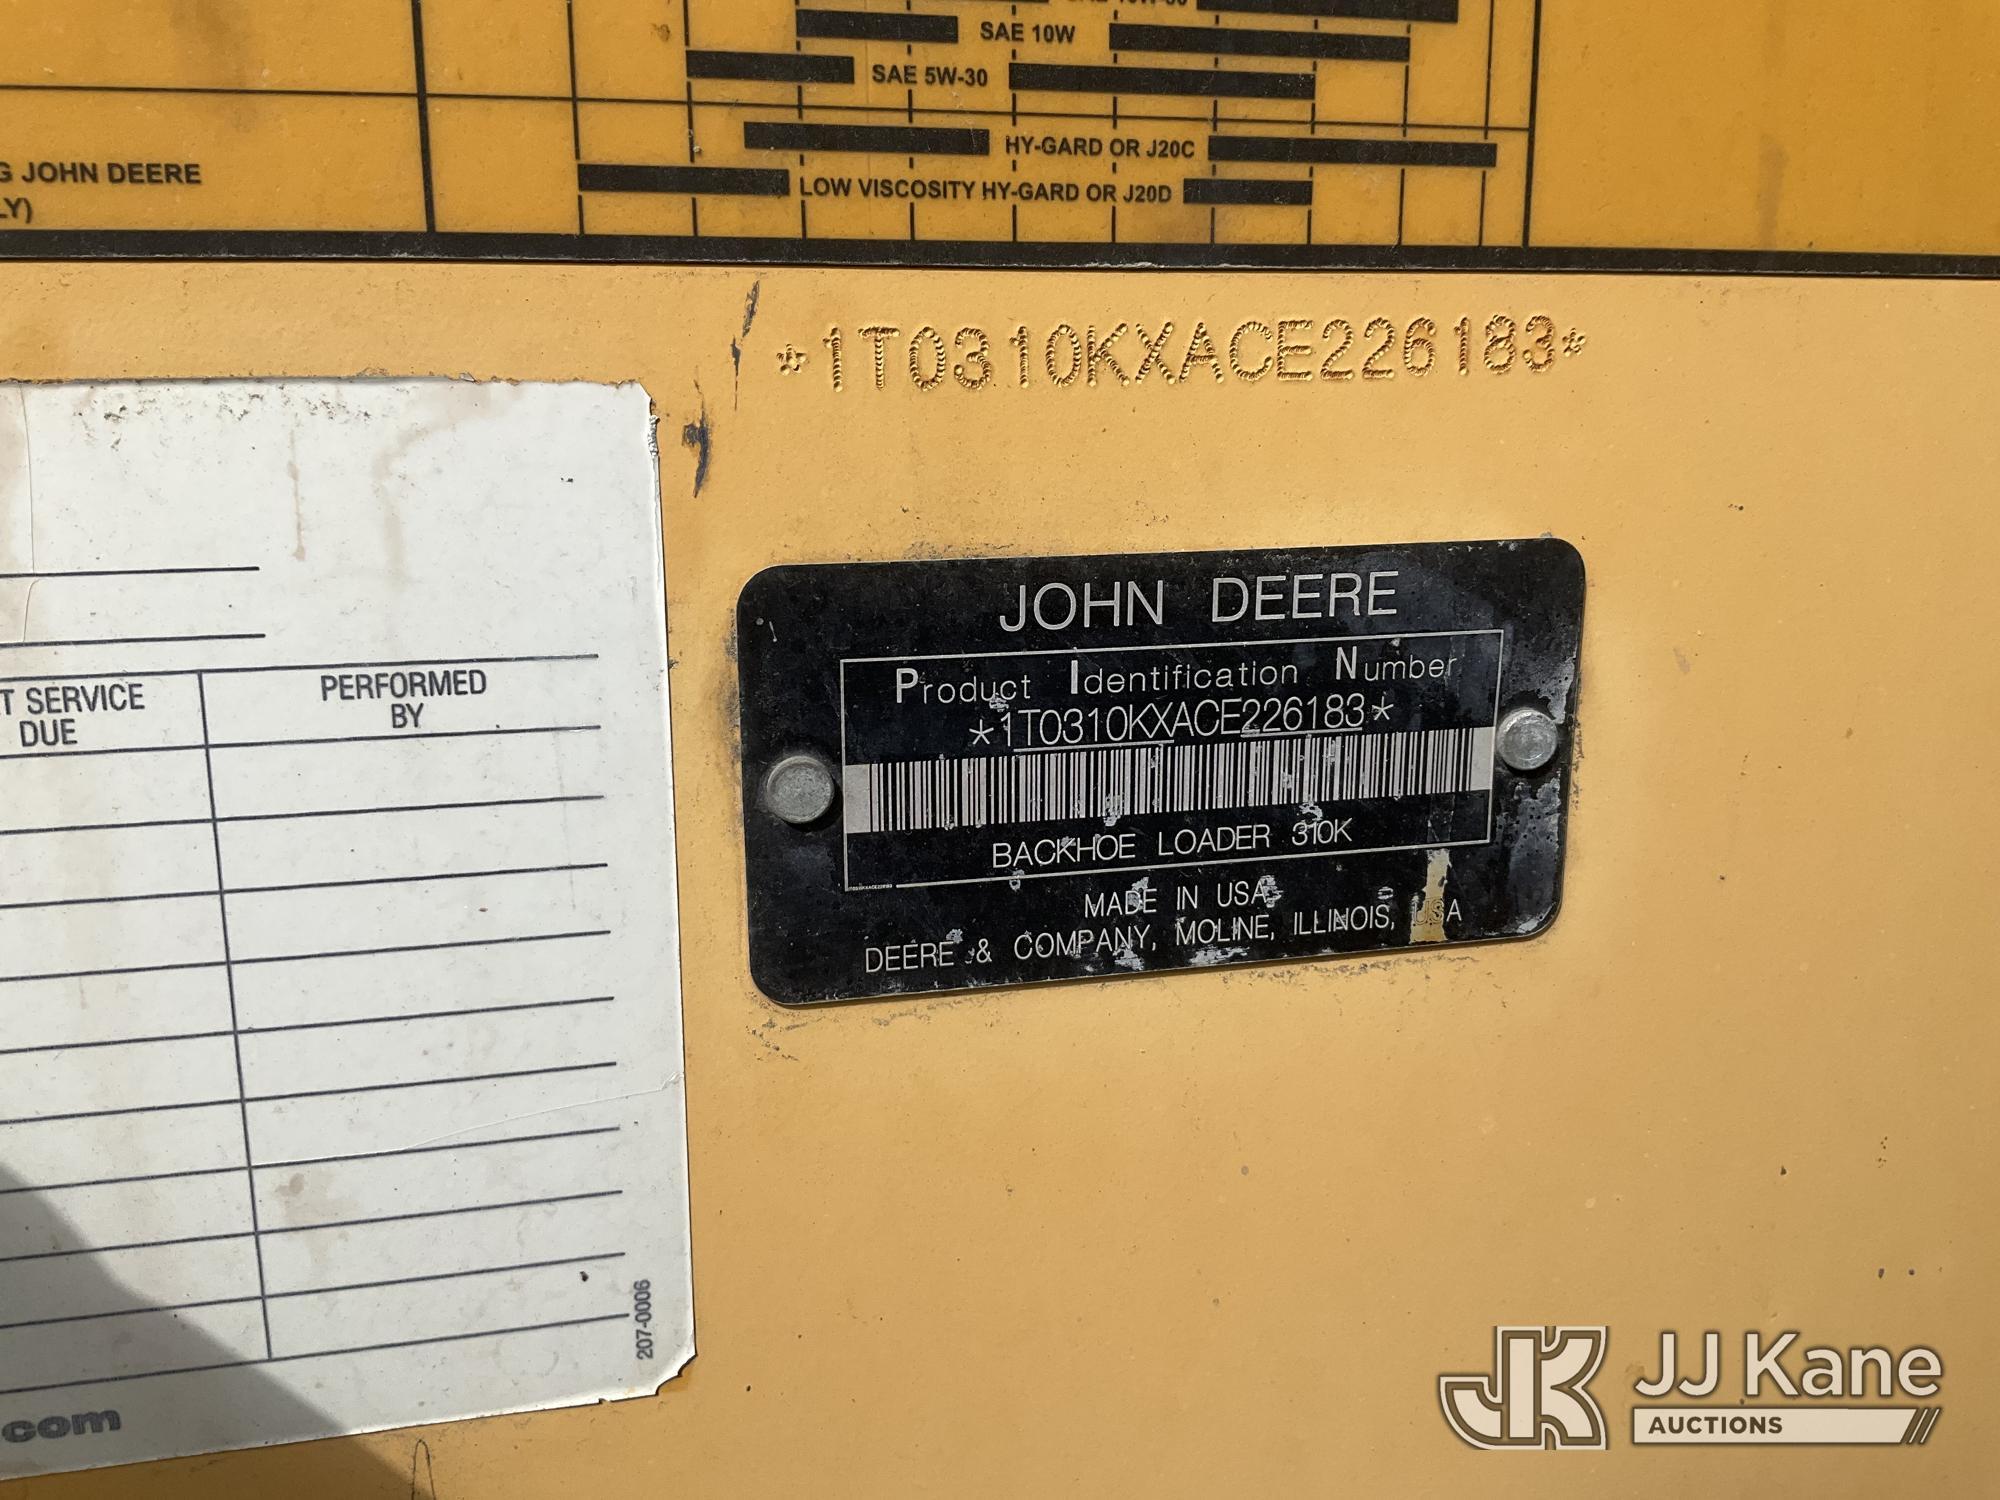 SAE 10W
SAE 5W-30
HY-GARD OR J20C
G JOHN DEERE
LOW VISCOSITY HY-GARD OR J20D
LY)
*1T0310KXACE226183*
T SERVICE
DUE
PERFORMED
BY
JOHN DEERE
Product Identification Number
*1T0310KXACE226183*
BACKHOE LOADER 310K
MADE IN USA
DEERE & COMPANY, MOLINE, ILLINOIS, USA
207-0006
.com
JK JJ Kane
AUCTIONS